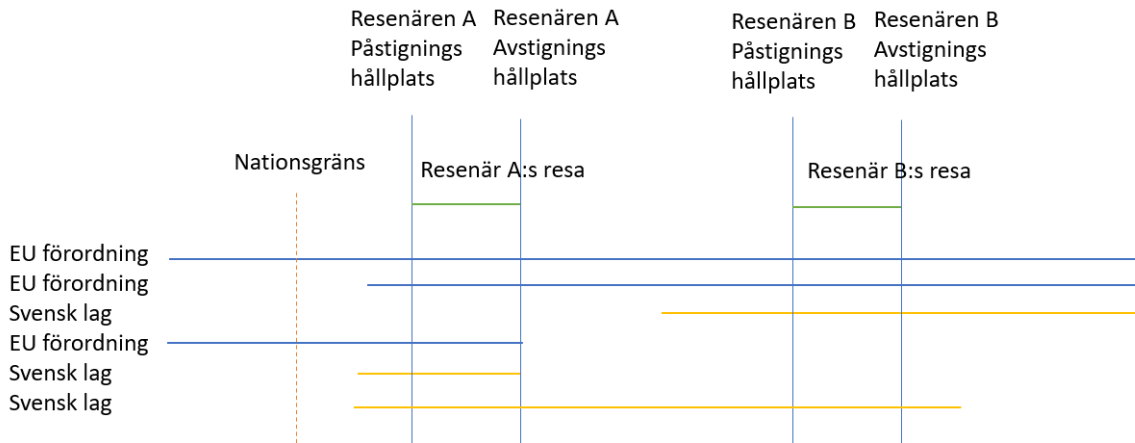 Resenären A
Påstignings
hållplats
Resenären A
Avstignings
hållplats
Resenären B
Påstignings
hållplats
Resenären B
Avstignings
hållplats
Nationsgräns
Resenär A:s resa
Resenär B:s resa
EU förordning
EU förordning
Svensk lag
EU förordning
Svensk lag
Svensk lag